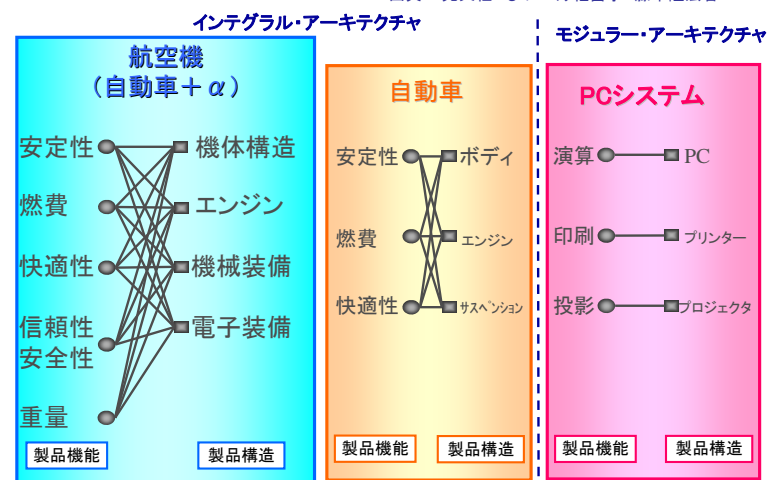 インテグラル・アーキテクチャ
モジュラー・アーキテクチャ
航空機
（自動車＋α）
安定性
機体構造
燃費
エンジン
快適性
機械装備
信頼性
安全性
電子装備
重量
製品機能
製品構造
自動車
安定性
ボディ
燃費
エンジン
快適性
サスペンション
製品機能
製品構造
PCシステム
演算
PC
印刷
プリンター
投影
プロジェクタ
製品機能
製品構造